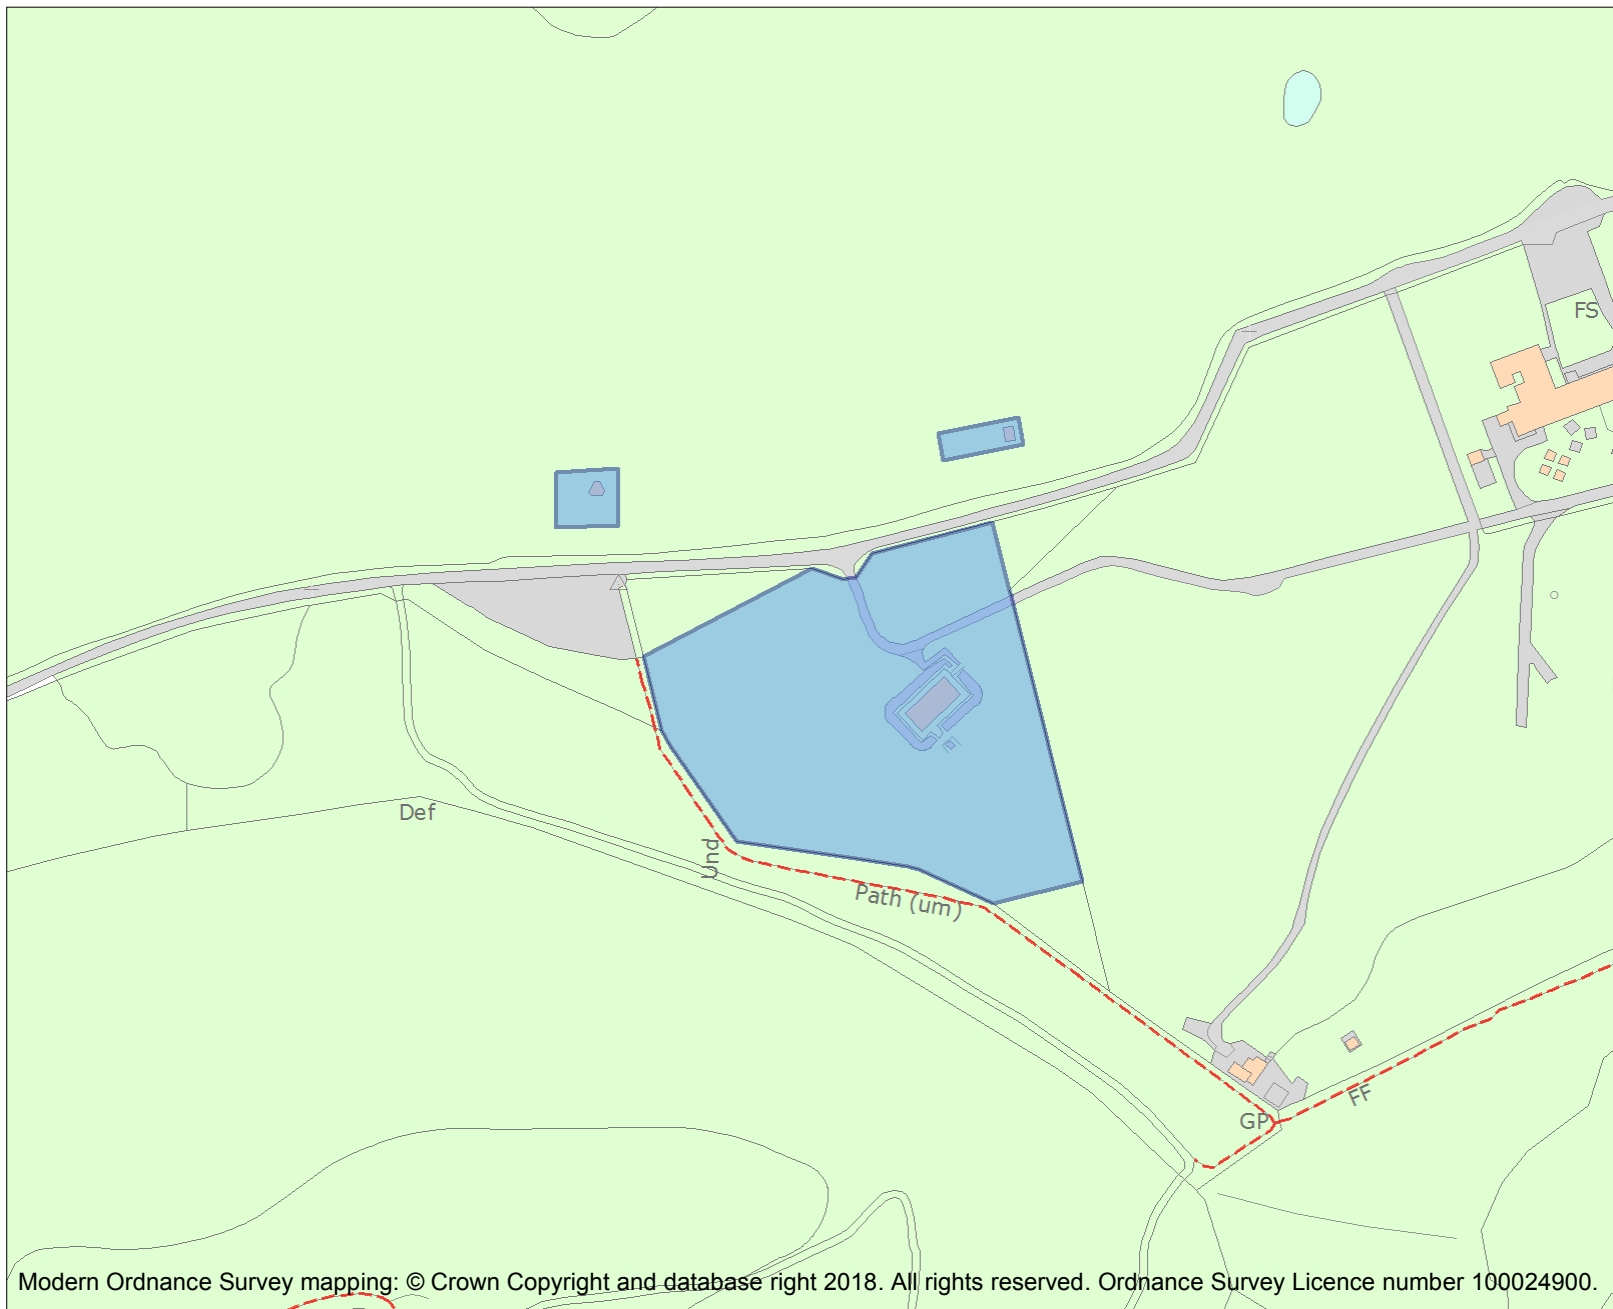 FS
Def
Und
Path (um)
FF
GP
Modern Ordnance Survey mapping: © Crown Copyright and database right 2018. All rights reserved. Ordnance Survey Licence number 100024900.